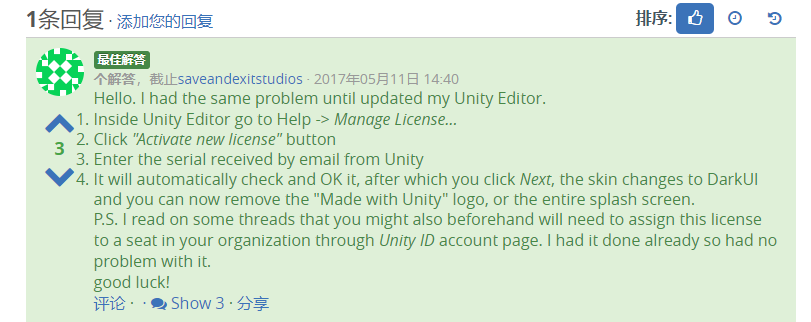 1条回复 · 添加您的回复
排序:
最佳解答
个解答，截止saveandexitstudios · 2017年05月11日 14:40
Hello. I had the same problem until updated my Unity Editor.
1. Inside Unity Editor go to Help -> Manage License...
2. Click "Activate new license" button
3
3. Enter the serial received by email from Unity
4. It will automatically check and OK it, after which you click Next, the skin changes to DarkUI
and you can now remove the "Made with Unity" logo, or the entire splash screen.
P.S. I read on some threads that you might also beforehand will need to assign this license
to a seat in your organization through Unity ID account page. I had it done already so had no
problem with it.
good luck!
评论 · · Show 3 · 分享